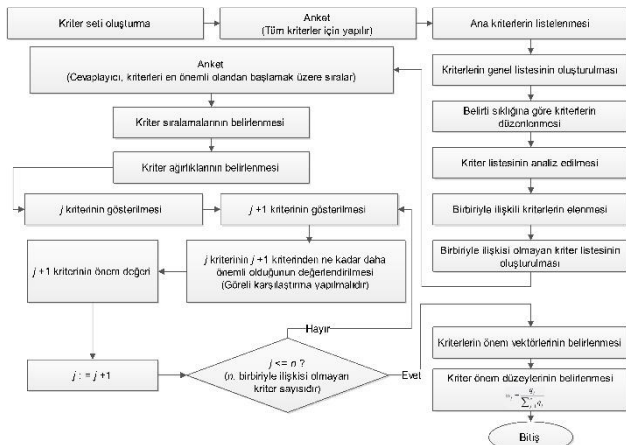 Kriter seti oluşturma
Anket
(Tüm kriterler için yapılır)
Ana kriterlerin listelenmesi
Kriterlerin genel listesinin oluşturulması
Belirti sıklığına göre kriterlerin
düzenlenmesi
Kriter listesinin analiz edilmesi
Birbiriyle ilişkili kriterlerin elenmesi
Birbiriyle ilişkisi olmayan kriter listesinin
oluşturulması
Anket
(Cevaplayıcı, kriterleri en önemli olandan başlamak üzere sıralar)
Kriter sıralamalarının belirlenmesi
Kriter ağırlıklarının belirlenmesi
j kriterinin gösterilmesi
j +1 kriterinin gösterilmesi
j kriterinin j +1 kriterinden ne kadar daha
önemli olduğunun değerlendirilmesi
(Göreli karşılaştırma yapılmalıdır)
j +1 kriterinin önem değeri
j : = j +1
j <= n ?
(n, birbiriyle ilişkisi olmayan
kriter sayısıdır)
Hayır
Evet
Kriterlerin önem vektörlerinin belirlenmesi
Kriter önem düzeylerinin belirlenmesi
Bitiş